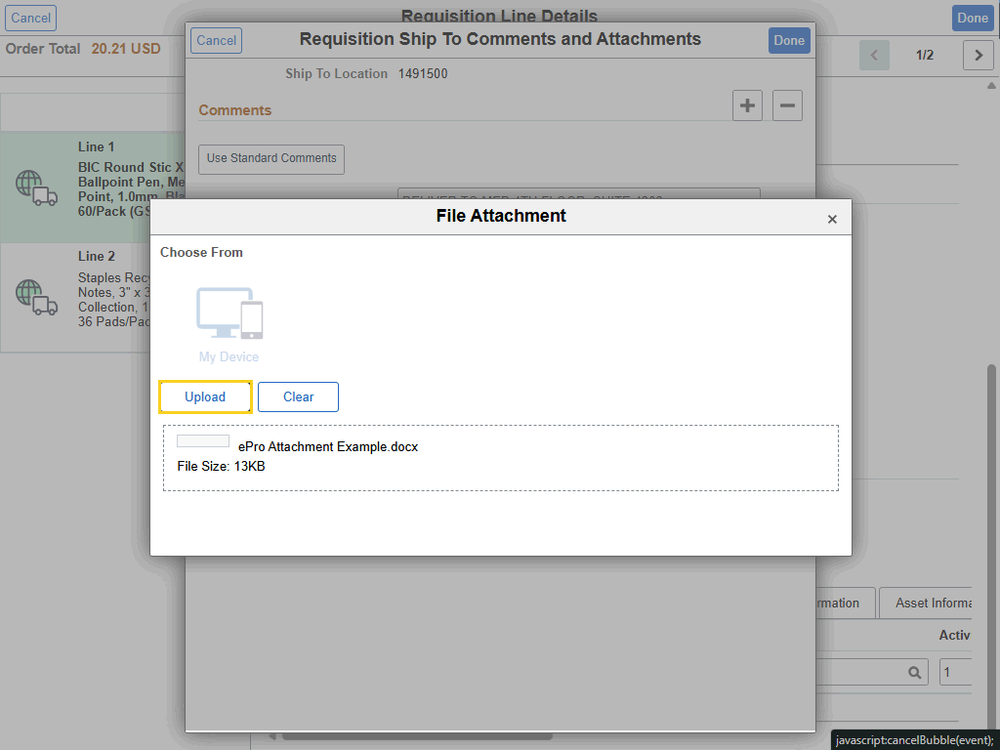 Cancel
Requisition Line Details
Done
Order Total 20.21 USD
1/2
Cancel
Requisition Ship To Comments and Attachments
Done
Ship To Location 1491500
Comments
Use Standard Comments
Line 1
BIC Round Stic X
Ballpoint Pen, Me
Point, 1.0mm, Bla
60/Pack (GS
Line 2
Staples Recy
Notes, 3" x 3
Collection, 1
36 Pads/Pac
File Attachment
×
Choose From
My Device
Upload
Clear
ePro Attachment Example.docx
File Size: 13KB
rmation
Asset Informa
Activ
1
javascript:cancelBubble(event);